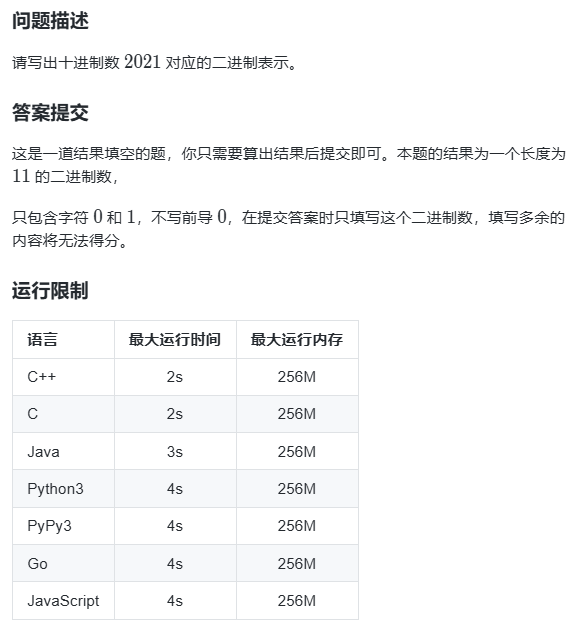 问题描述
请写出十进制数 2021 对应的二进制表示。
答案提交
这是一道结果填空的题，你只需要算出结果后提交即可。本题的结果为一个长度为
11 的二进制数，
只包含字符 0 和 1，不写前导 0，在提交答案时只填写这个二进制数，填写多余的
内容将无法得分。
运行限制
语言 最大运行时间 最大运行内存
C++ 2s 256M
C 2s 256M
Java 3s 256M
Python3 4s 256M
PyPy3 4s 256M
Go 4s 256M
JavaScript 4s 256M